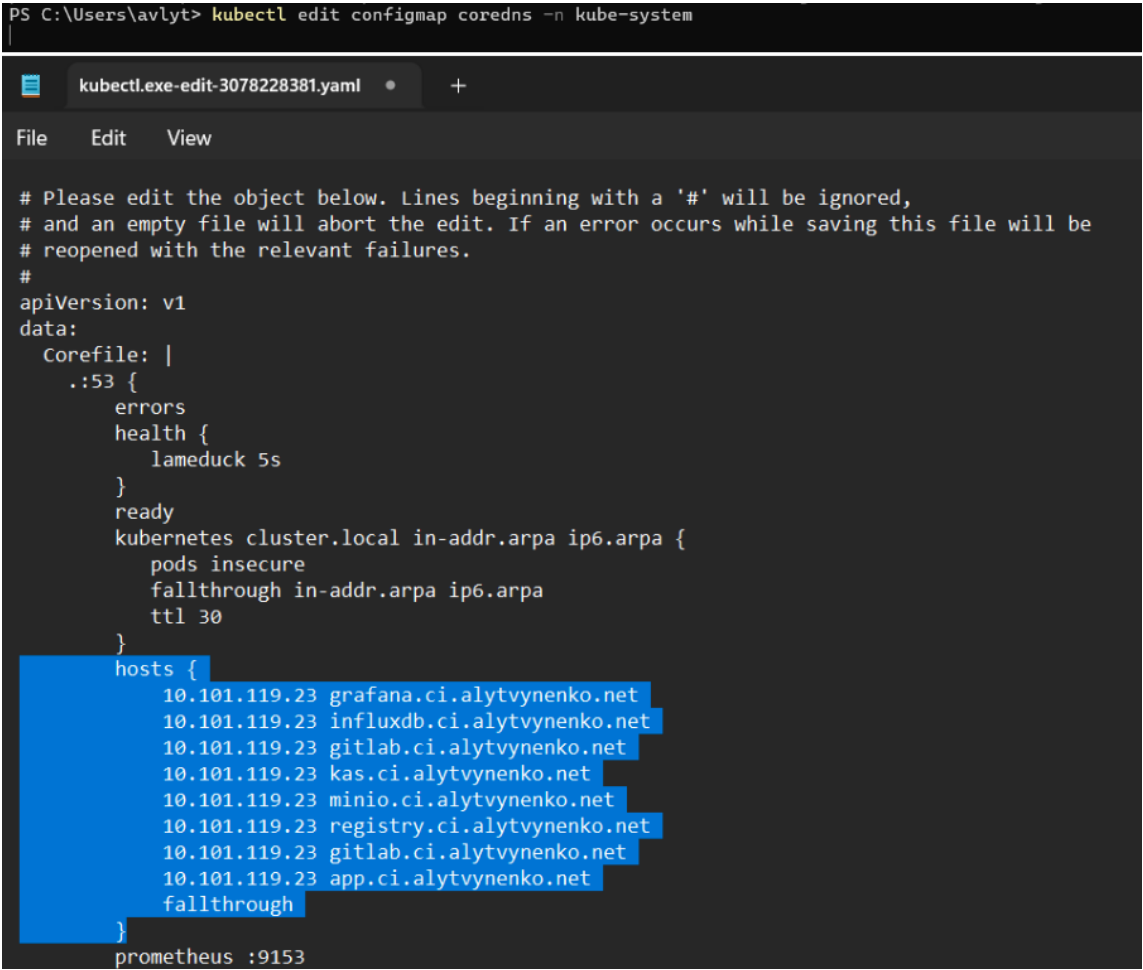 PS C:\Users\avlyt> kubectl edit configmap coredns -n kube-system
kubectl.exe-edit-3078228381.yaml
File Edit View
# Please edit the object below. Lines beginning with a '#' will be ignored,
# and an empty file will abort the edit. If an error occurs while saving this file will be
# reopened with the relevant failures.
#
apiVersion: v1
data:
  Corefile: |
    .:53 {
        errors
        health {
           lameduck 5s
        }
        ready
        kubernetes cluster.local in-addr.arpa ip6.arpa {
           pods insecure
           fallthrough in-addr.arpa ip6.arpa
           ttl 30
        }
        hosts {
            10.101.119.23 grafana.ci.alytvynenko.net
            10.101.119.23 influxdb.ci.alytvynenko.net
            10.101.119.23 gitlab.ci.alytvynenko.net
            10.101.119.23 kas.ci.alytvynenko.net
            10.101.119.23 minio.ci.alytvynenko.net
            10.101.119.23 registry.ci.alytvynenko.net
            10.101.119.23 gitlab.ci.alytvynenko.net
            10.101.119.23 app.ci.alytvynenko.net
            fallthrough
        }
        prometheus :9153